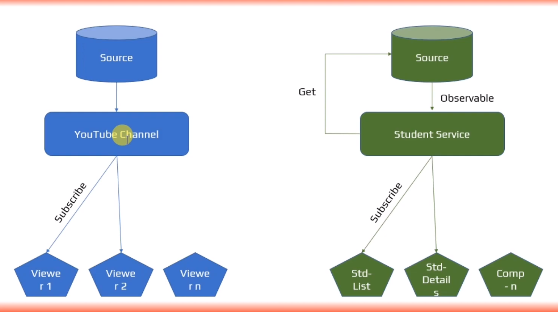 Source
YouTube Channel
Subscribe
Viewe
r 1
Viewe
r 2
Viewe
r n
Source
Get
Observable
Student Service
Subscribe
Std-
List
Std-
Detail
s
Comp
- n